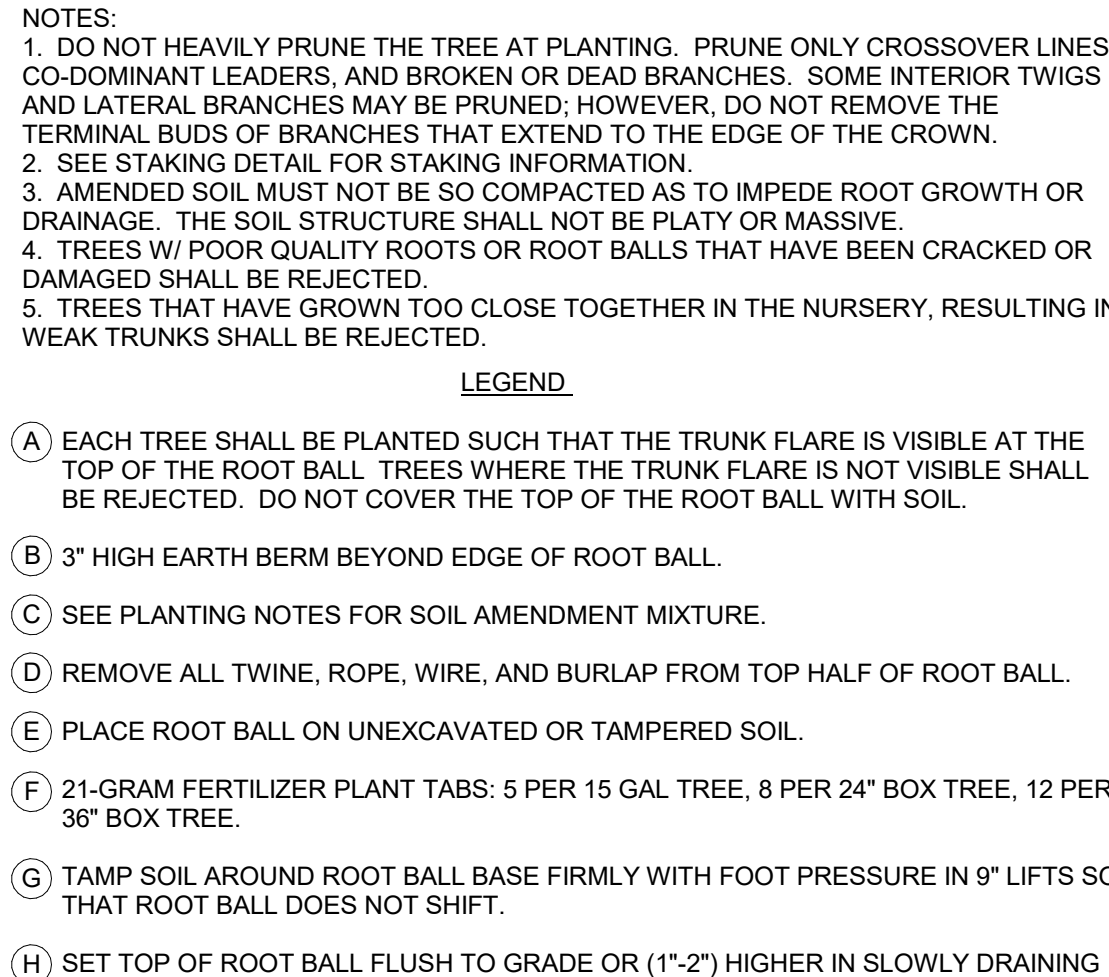 NOTES:
1. DO NOT HEAVILY PRUNE THE TREE AT PLANTING. PRUNE ONLY CROSSOVER LINES
CO-DOMINANT LEADERS, AND BROKEN OR DEAD BRANCHES. SOME INTERIOR TWIGS
AND LATERAL BRANCHES MAY BE PRUNED; HOWEVER, DO NOT REMOVE THE
TERMINAL BUDS OF BRANCHES THAT EXTEND TO THE EDGE OF THE CROWN.
2. SEE STAKING DETAIL FOR STAKING INFORMATION.
3. AMENDED SOIL MUST NOT BE SO COMPACTED AS TO IMPEDE ROOT GROWTH OR
DRAINAGE. THE SOIL STRUCTURE SHALL NOT BE PLATY OR MASSIVE.
4. TREES W/ POOR QUALITY ROOTS OR ROOT BALLS THAT HAVE BEEN CRACKED OR
DAMAGED SHALL BE REJECTED.
5. TREES THAT HAVE GROWN TOO CLOSE TOGETHER IN THE NURSERY, RESULTING IN
WEAK TRUNKS SHALL BE REJECTED.
LEGEND
A EACH TREE SHALL BE PLANTED SUCH THAT THE TRUNK FLARE IS VISIBLE AT THE
TOP OF THE ROOT BALL TREES WHERE THE TRUNK FLARE IS NOT VISIBLE SHALL
BE REJECTED. DO NOT COVER THE TOP OF THE ROOT BALL WITH SOIL.
B 3" HIGH EARTH BERM BEYOND EDGE OF ROOT BALL.
C SEE PLANTING NOTES FOR SOIL AMENDMENT MIXTURE.
D REMOVE ALL TWINE, ROPE, WIRE, AND BURLAP FROM TOP HALF OF ROOT BALL.
E PLACE ROOT BALL ON UNEXCAVATED OR TAMPERED SOIL.
F 21-GRAM FERTILIZER PLANT TABS: 5 PER 15 GAL TREE, 8 PER 24" BOX TREE, 12 PER
36" BOX TREE.
G TAMP SOIL AROUND ROOT BALL BASE FIRMLY WITH FOOT PRESSURE IN 9" LIFTS SO
THAT ROOT BALL DOES NOT SHIFT.
H SET TOP OF ROOT BALL FLUSH TO GRADE OR (1"-2") HIGHER IN SLOWLY DRAINING